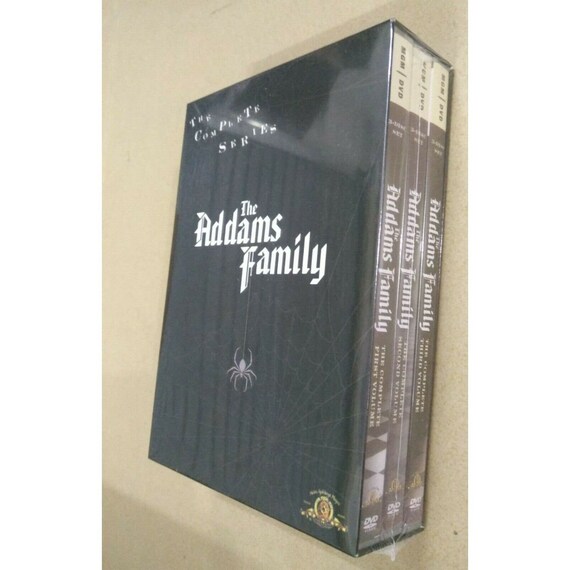 THE
COMPLETE
SERIES
The
Addams
Family
MGM / DVD
The
Addams Family
THE COMPLETE
FIRST VOLUME
DVD
MGM / DVD
The
Addams Family
THE COMPLETE
SECOND VOLUME
DVD
MGM / DVD
The
Addams Family
THE COMPLETE
THIRD VOLUME
DVD